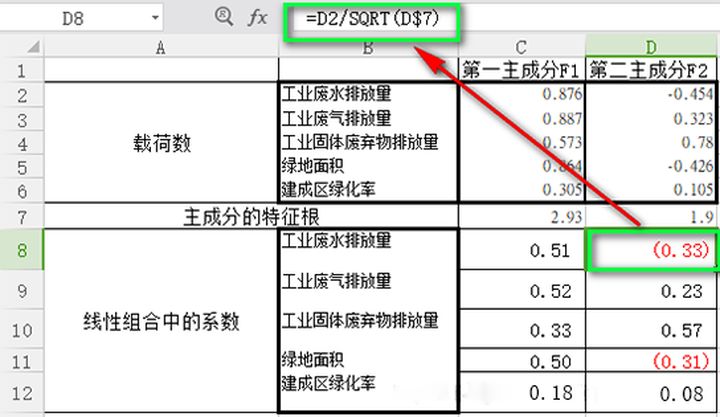 D8 fx =D2/SQRT(D$7)
A B C D
1 第一主成分F1 第二主成分F2
2 工业废水排放量 0.876 -0.454
3 工业废气排放量 0.887 0.323
4 载荷数 工业固体废弃物排放量 0.573 0.78
5 绿地面积 0.864 -0.426
6 建成区绿化率 0.305 0.105
7 主成分的特征根 2.93 1.9
8 工业废水排放量 0.51 (0.33)
9 工业废气排放量 0.52 0.23
10 线性组合中的系数 工业固体废弃物排放量 0.33 0.57
11 绿地面积 0.50 (0.31)
12 建成区绿化率 0.18 0.08